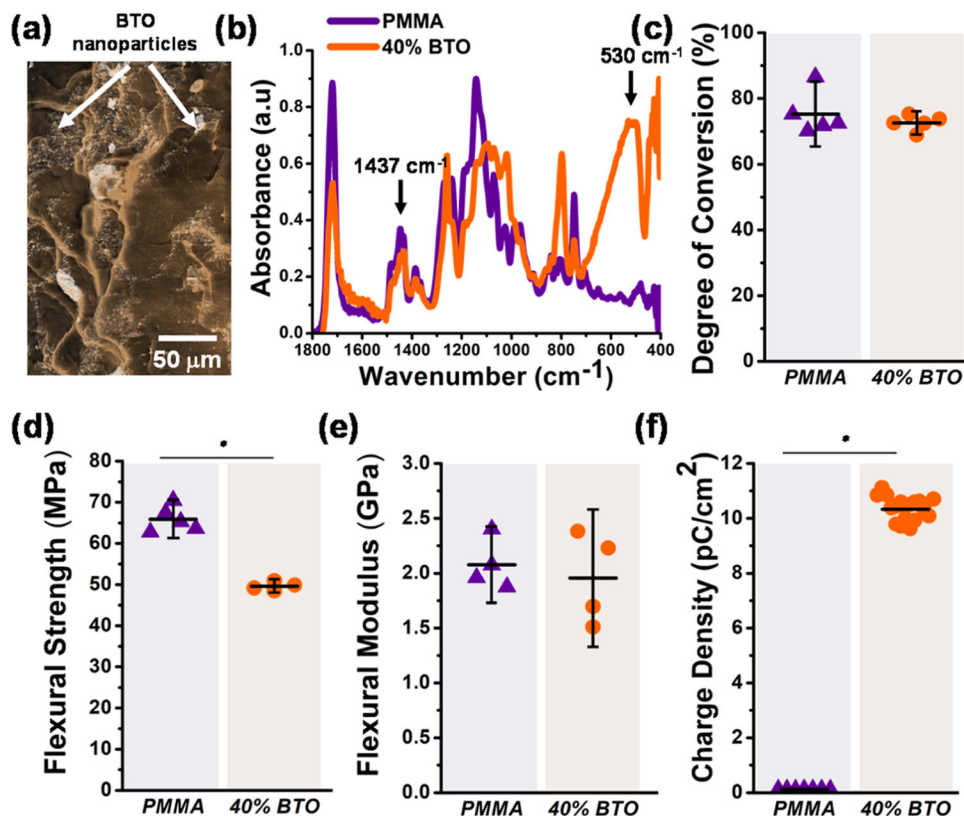 (a)
BTO
nanoparticles
50 μm
(b)
PMMA
40% BTO
530 cm-1
1437 cm-1
Absorbance (a.u)
1.0
0.8
0.6
0.4
0.2
0.0
1800 1600 1400 1200 1000 800 600 400
Wavenumber (cm-1)
(c)
Degree of Conversion (%)
100
80
60
40
20
0
PMMA 40% BTO
(d)
*
Flexural Strength (MPa)
80
70
60
50
40
30
20
10
0
PMMA 40% BTO
(e)
Flexural Modulus (GPa)
3.0
2.5
2.0
1.5
1.0
0.5
0.0
PMMA 40% BTO
(f)
*
Charge Density (pC/cm2)
12
10
8
6
4
2
0
PMMA 40% BTO